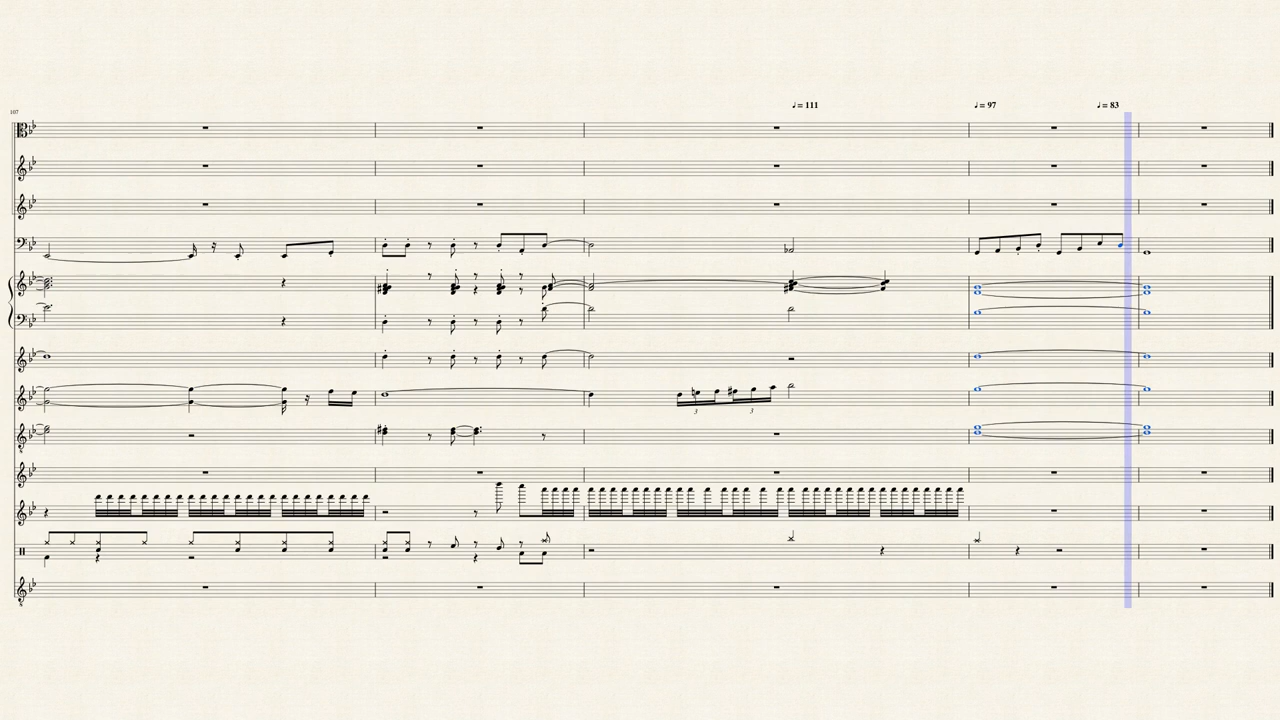 ♩ = 111 ♩ = 97 ♩ = 83
107
3 3